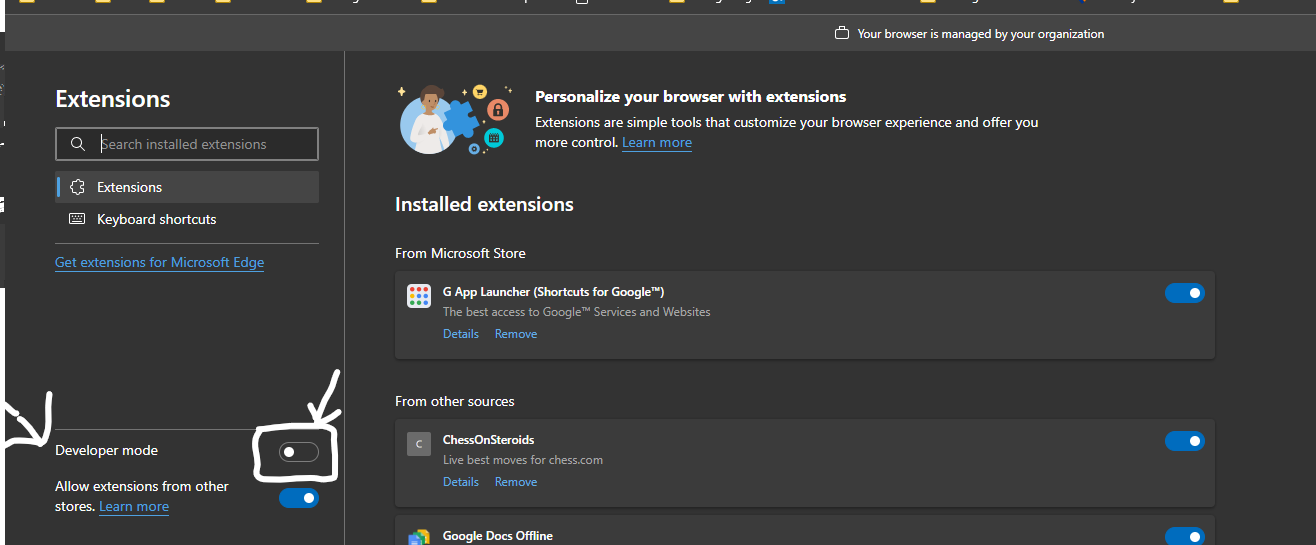 Your browser is managed by your organization
Extensions
Search installed extensions
Extensions
Keyboard shortcuts
Get extensions for Microsoft Edge
Developer mode
Allow extensions from other
stores. Learn more
Personalize your browser with extensions
Extensions are simple tools that customize your browser experience and offer you
more control. Learn more
Installed extensions
From Microsoft Store
G App Launcher (Shortcuts for Google™)
The best access to Google™ Services and Websites
Details Remove
From other sources
C
ChessOnSteroids
Live best moves for chess.com
Details Remove
Google Docs Offline